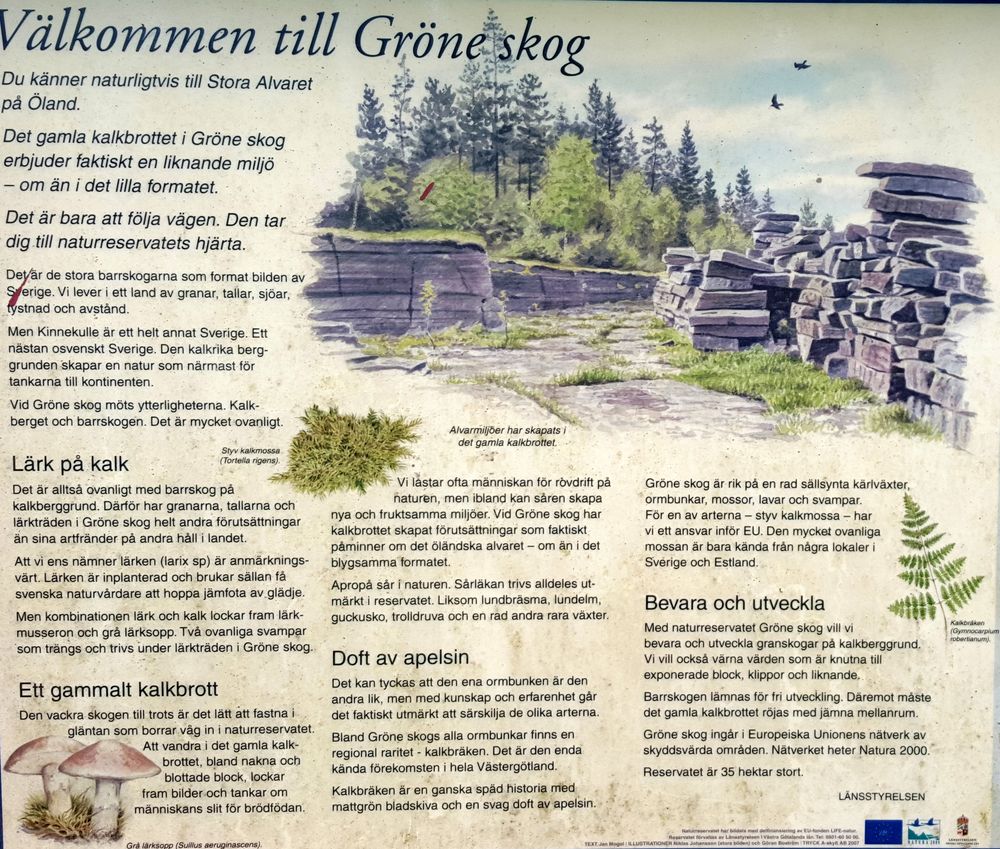 Välkommen till Gröne skog
Du känner naturligtvis till Stora Alvaret
på Öland.
Det gamla kalkbrottet i Gröne skog
erbjuder faktiskt en liknande miljö
– om än i det lilla formatet.
Det är bara att följa vägen. Den tar
dig till naturreservatets hjärta.
Det är de stora barrskogarna som format bilden av
Sverige. Vi lever i ett land av granar, tallar, sjöar,
tystnad och avstånd.
Men Kinnekulle är ett helt annat Sverige. Ett
nästan osvenskt Sverige. Den kalkrika berg-
grunden skapar en natur som närmast för
tankarna till kontinenten.
Vid Gröne skog möts ytterligheterna. Kalk-
berget och barrskogen. Det är mycket ovanligt.
Styv kalkmossa
(Tortella rigens).
Alvarmiljöer har skapats i
det gamla kalkbrottet.
Lärk på kalk
Det är alltså ovanligt med barrskog på
kalkberggrund. Därför har granarna, tallarna och
lärkträden i Gröne skog helt andra förutsättningar
än sina artfränder på andra håll i landet.
Att vi ens nämner lärken (larix sp) är anmärknings-
värt. Lärken är inplanterad och brukar sällan få
svenska naturvårdare att hoppa jämfota av glädje.
Men kombinationen lärk och kalk lockar fram lärk-
musseron och grå lärksopp. Två ovanliga svampar
som trängs och trivs under lärkträden i Gröne skog.
Ett gammalt kalkbrott
Den vackra skogen till trots är det lätt att fastna i
gläntan som borrar väg in i naturreservatet.
Att vandra i det gamla kalk-
brottet, bland nakna och
blottade block, lockar
fram bilder och tankar om
människans slit för brödfödan.
Grå lärksopp (Suillus aeruginascens).
Vi lastar ofta människan för rovdrift på
naturen, men ibland kan såren skapa
nya och fruktsamma miljöer. Vid Gröne skog har
kalkbrottet skapat förutsättningar som faktiskt
påminner om det öländska alvaret – om än i det
blygsamma formatet.
Apropå sår i naturen. Sårläkan trivs alldeles ut-
märkt i reservatet. Liksom lundbräsma, lundelm,
guckusko, trolldruva och en rad andra rara växter.
Doft av apelsin
Det kan tyckas att den ena ormbunken är den
andra lik, men med kunskap och erfarenhet går
det faktiskt utmärkt att särskilja de olika arterna.
Bland Gröne skogs alla ormbunkar finns en
regional raritet - kalkbräken. Det är den enda
kända förekomsten i hela Västergötland.
Kalkbräken är en ganska späd historia med
mattgrön bladskiva och en svag doft av apelsin.
Gröne skog är rik på en rad sällsynta kärlväxter,
ormbunkar, mossor, lavar och svampar.
För en av arterna – styv kalkmossa – har
vi ett ansvar inför EU. Den mycket ovanliga
mossan är bara kända från några lokaler i
Sverige och Estland.
Kalkbräken
(Gymnocarpium
robertianum).
Bevara och utveckla
Med naturreservatet Gröne skog vill vi
bevara och utveckla granskogar på kalkberggrund.
Vi vill också värna värden som är knutna till
exponerade block, klippor och liknande.
Barrskogen lämnas för fri utveckling. Däremot måste
det gamla kalkbrottet röjas med jämna mellanrum.
Gröne skog ingår i Europeiska Unionens nätverk av
skyddsvärda områden. Nätverket heter Natura 2000.
Reservatet är 35 hektar stort.
LÄNSSTYRELSEN
Naturreservatet har bildats med delfinansiering av EU-fonden LIFE-natur.
Reservatet förvaltas av Länsstyrelsen i Västra Götalands län. Tel: 0501-60 50 00.
TEXT Jan Mogol | ILLUSTRATIONER Niklas Johansson (stora bilden) och Göran Boström | TRYCK A-skylt AB 2007
NATURA 2000
LÄNSSTYRELSEN